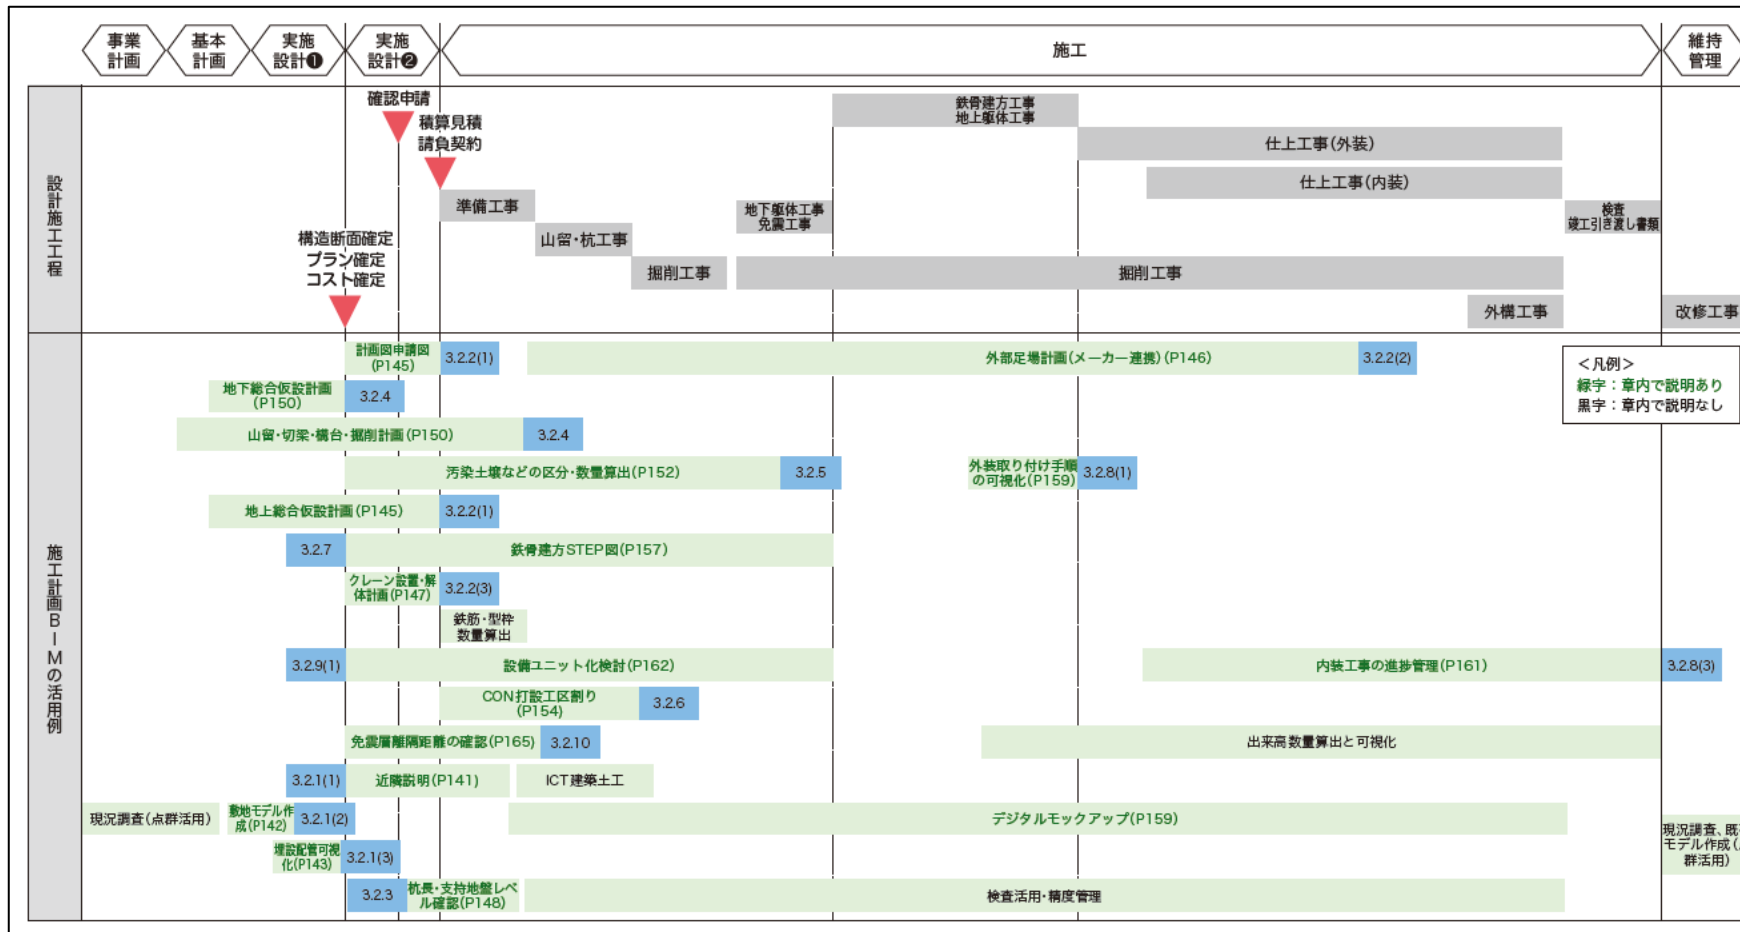 事業
計画
基本
計画
実施
設計❶
実施
設計❷
施工
維持
管理
設計施工工程
確認申請
積算見積
請負契約
構造断面確定
プラン確定
コスト確定
鉄骨建方工事
地上躯体工事
仕上工事(外装)
仕上工事(内装)
準備工事
地下躯体工事
免震工事
検査
竣工引き渡し書類
山留・杭工事
掘削工事
掘削工事
外構工事
改修工事
施工計画BIMの活用例
計画図申請図
(P145)
3.2.2(1)
外部足場計画(メーカー連携)(P146)
3.2.2(2)
<凡例>
緑字：章内で説明あり
黒字：章内で説明なし
地下総合仮設計画
(P150)
3.2.4
山留・切梁・構台・掘削計画(P150)
3.2.4
汚染土壌などの区分・数量算出(P152)
3.2.5
外装取り付け手順
の可視化(P159)
3.2.8(1)
地上総合仮設計画(P145)
3.2.2(1)
3.2.7
鉄骨建方STEP図(P157)
クレーン設置・解
体計画(P147)
3.2.2(3)
鉄筋・型枠
数量算出
3.2.9(1)
設備ユニット化検討(P162)
内装工事の進捗管理(P161)
3.2.8(3)
CON打設工区割り
(P154)
3.2.6
免震層離隔距離の確認(P165)
3.2.10
出来高数量算出と可視化
3.2.1(1)
近隣説明(P141)
ICT建築土工
現況調査(点群活用)
敷地モデル作
成(P142)
3.2.1(2)
デジタルモックアップ(P159)
現況調査、既
モデル作成(
群活用)
埋設配管可視
化(P143)
3.2.1(3)
3.2.3
杭長・支持地盤レベ
ル確認(P148)
検査活用・精度管理